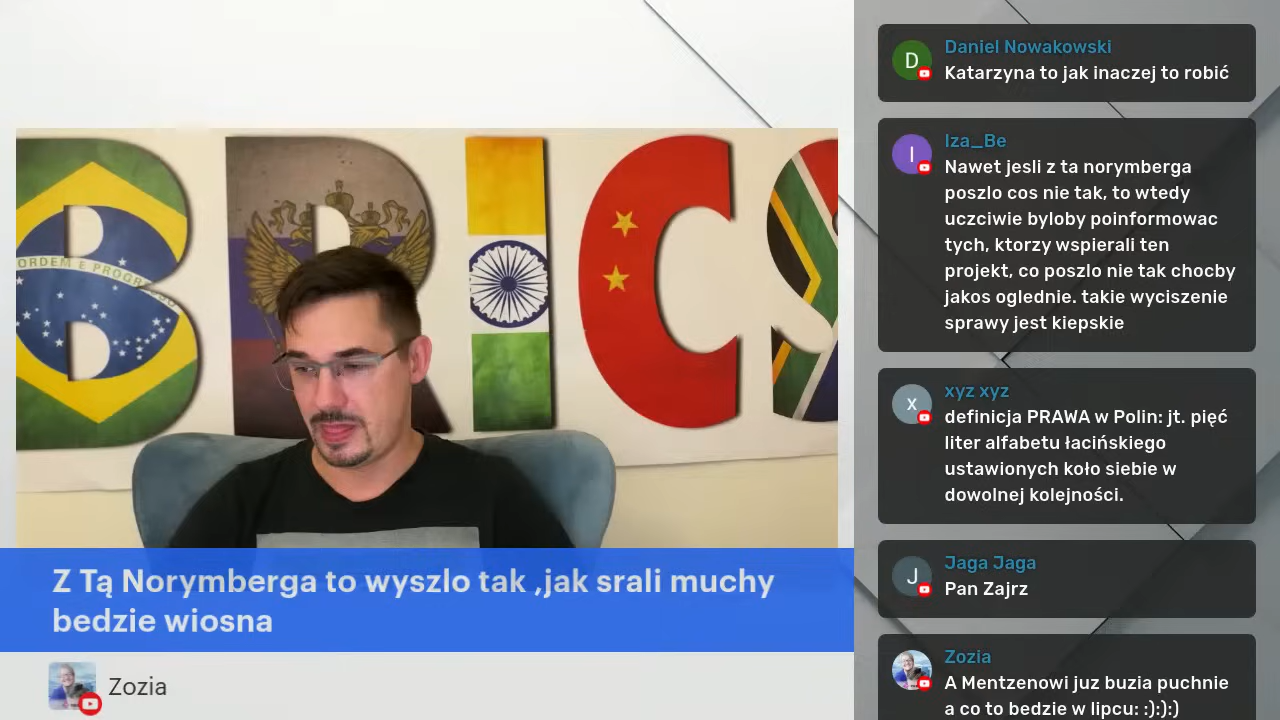 BRICS
ORDEM E PROGR
Z Tą Norymberga to wyszlo tak ,jak srali muchy
bedzie wiosna
Zozia
D
Daniel Nowakowski
Katarzyna to jak inaczej to robić
I
Iza_Be
Nawet jesli z ta norymberga
poszlo cos nie tak, to wtedy
uczciwie byloby poinformowac
tych, ktorzy wspierali ten
projekt, co poszlo nie tak chocby
jakos oglednie. takie wyciszenie
sprawy jest kiepskie
x
xyz xyz
definicja PRAWA w Polin: jt. pięć
liter alfabetu łacińskiego
ustawionych koło siebie w
dowolnej kolejności.
J
Jaga Jaga
Pan Zajrz
Zozia
A Mentzenowi juz buzia puchnie
a co to bedzie w lipcu: :):):)